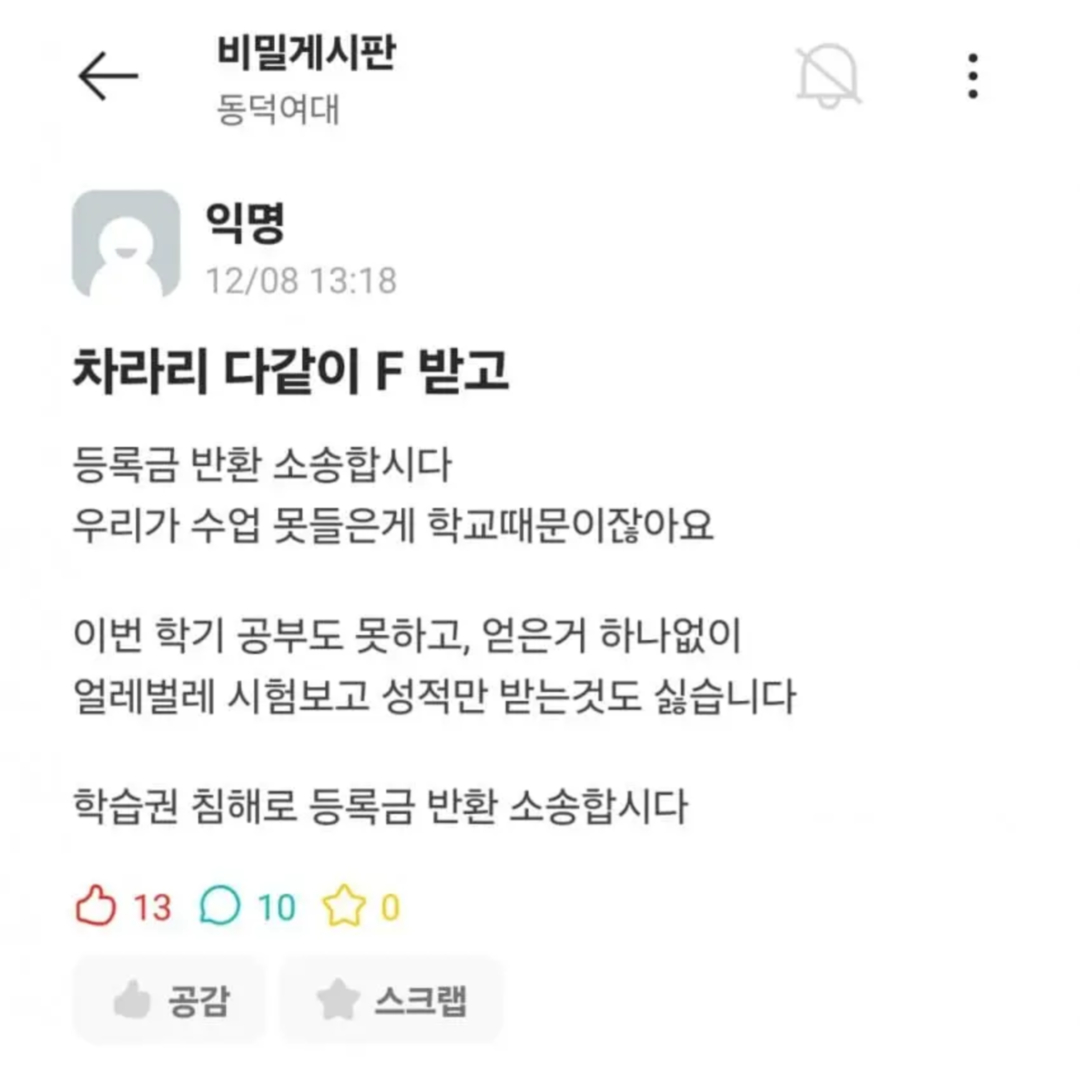 비밀게시판
동덕여대
익명
12/08 13:18
차라리 다같이 F 받고
등록금 반환 소송합시다
우리가 수업 못들은게 학교때문이잖아요
이번 학기 공부도 못하고, 얻은거 하나없이
얼레벌레 시험보고 성적만 받는것도 싫습니다
학습권 침해로 등록금 반환 소송합시다
13 10 0
공감 스크랩